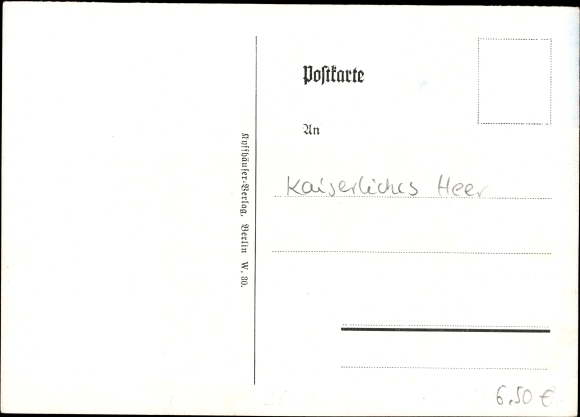 Postkarte
An
Kaiserliches Heer
Kyffhäuser-Verlag, Berlin W. 30.
6,50 €